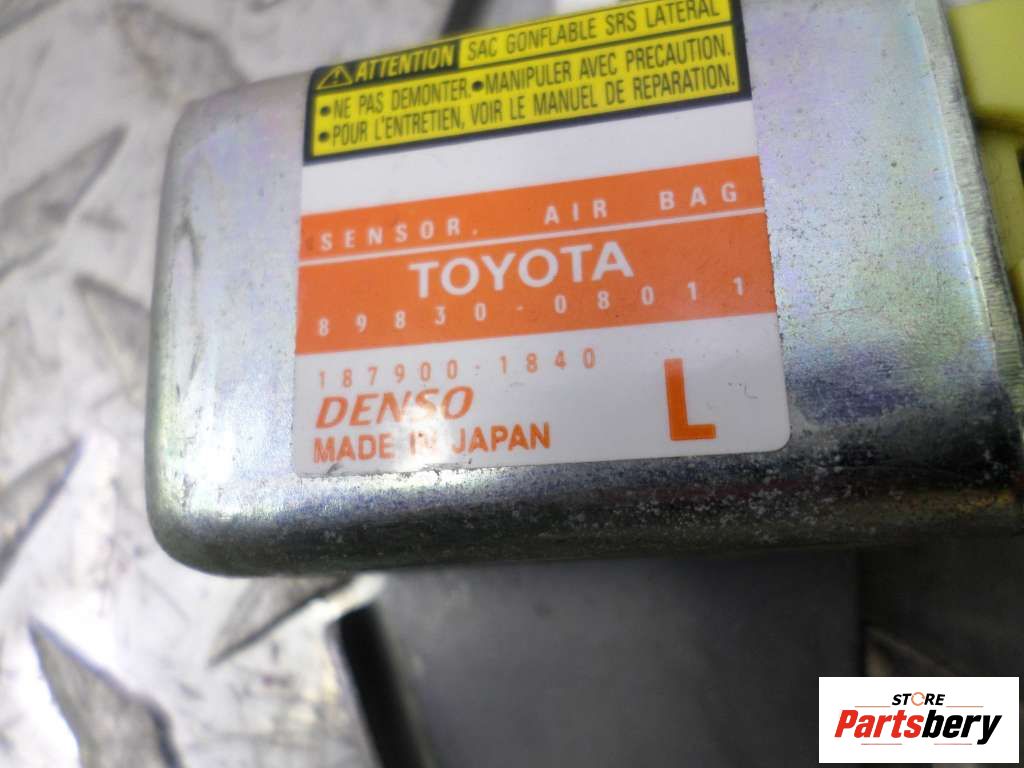 ATTENTION SAC GONFLABLE SRS LATERAL
•NE PAS DEMONTER. •MANIPULER AVEC PRECAUTION.
•POUR L'ENTRETIEN, VOIR LE MANUEL DE REPARATION.
SENSOR, AIR BAG
TOYOTA
89830-08011
187900-1840
DENSO
MADE IN JAPAN
L
STORE
Partsbery